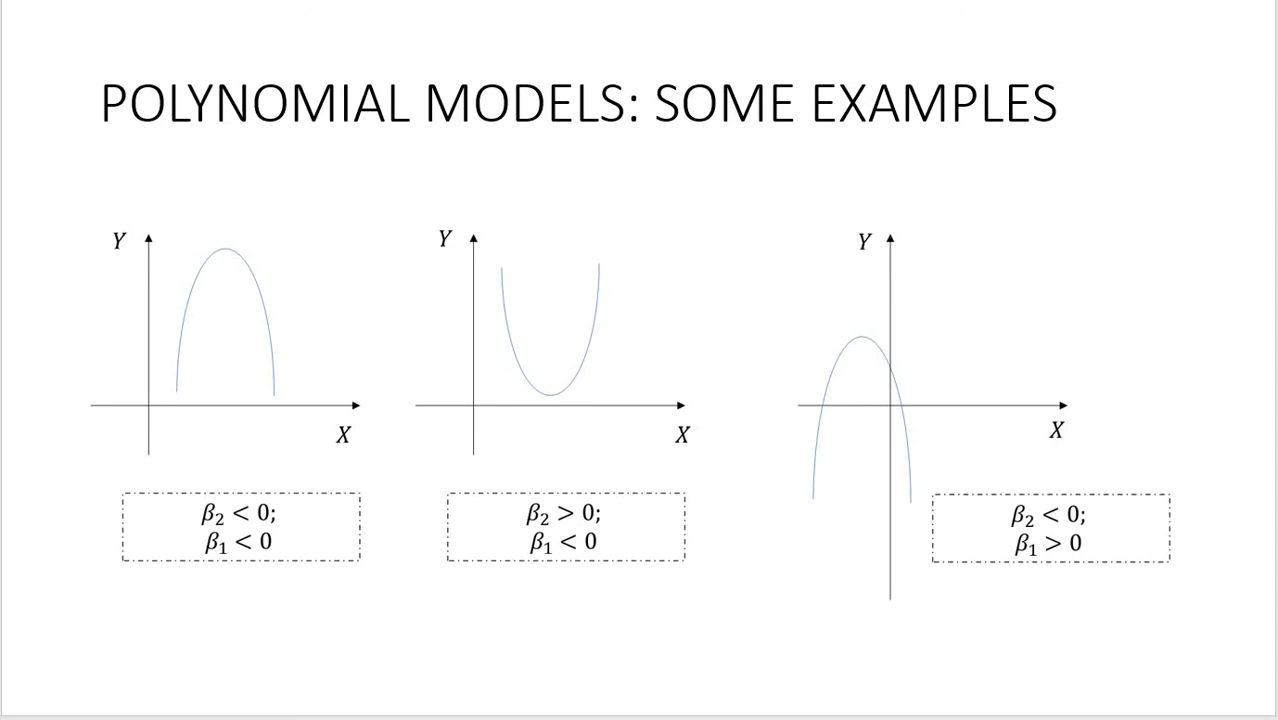 POLYNOMIAL MODELS: SOME EXAMPLES
Y
X
β₂ < 0;
β₁ < 0
Y
X
β₂ > 0;
β₁ < 0
Y
X
β₂ < 0;
β₁ > 0